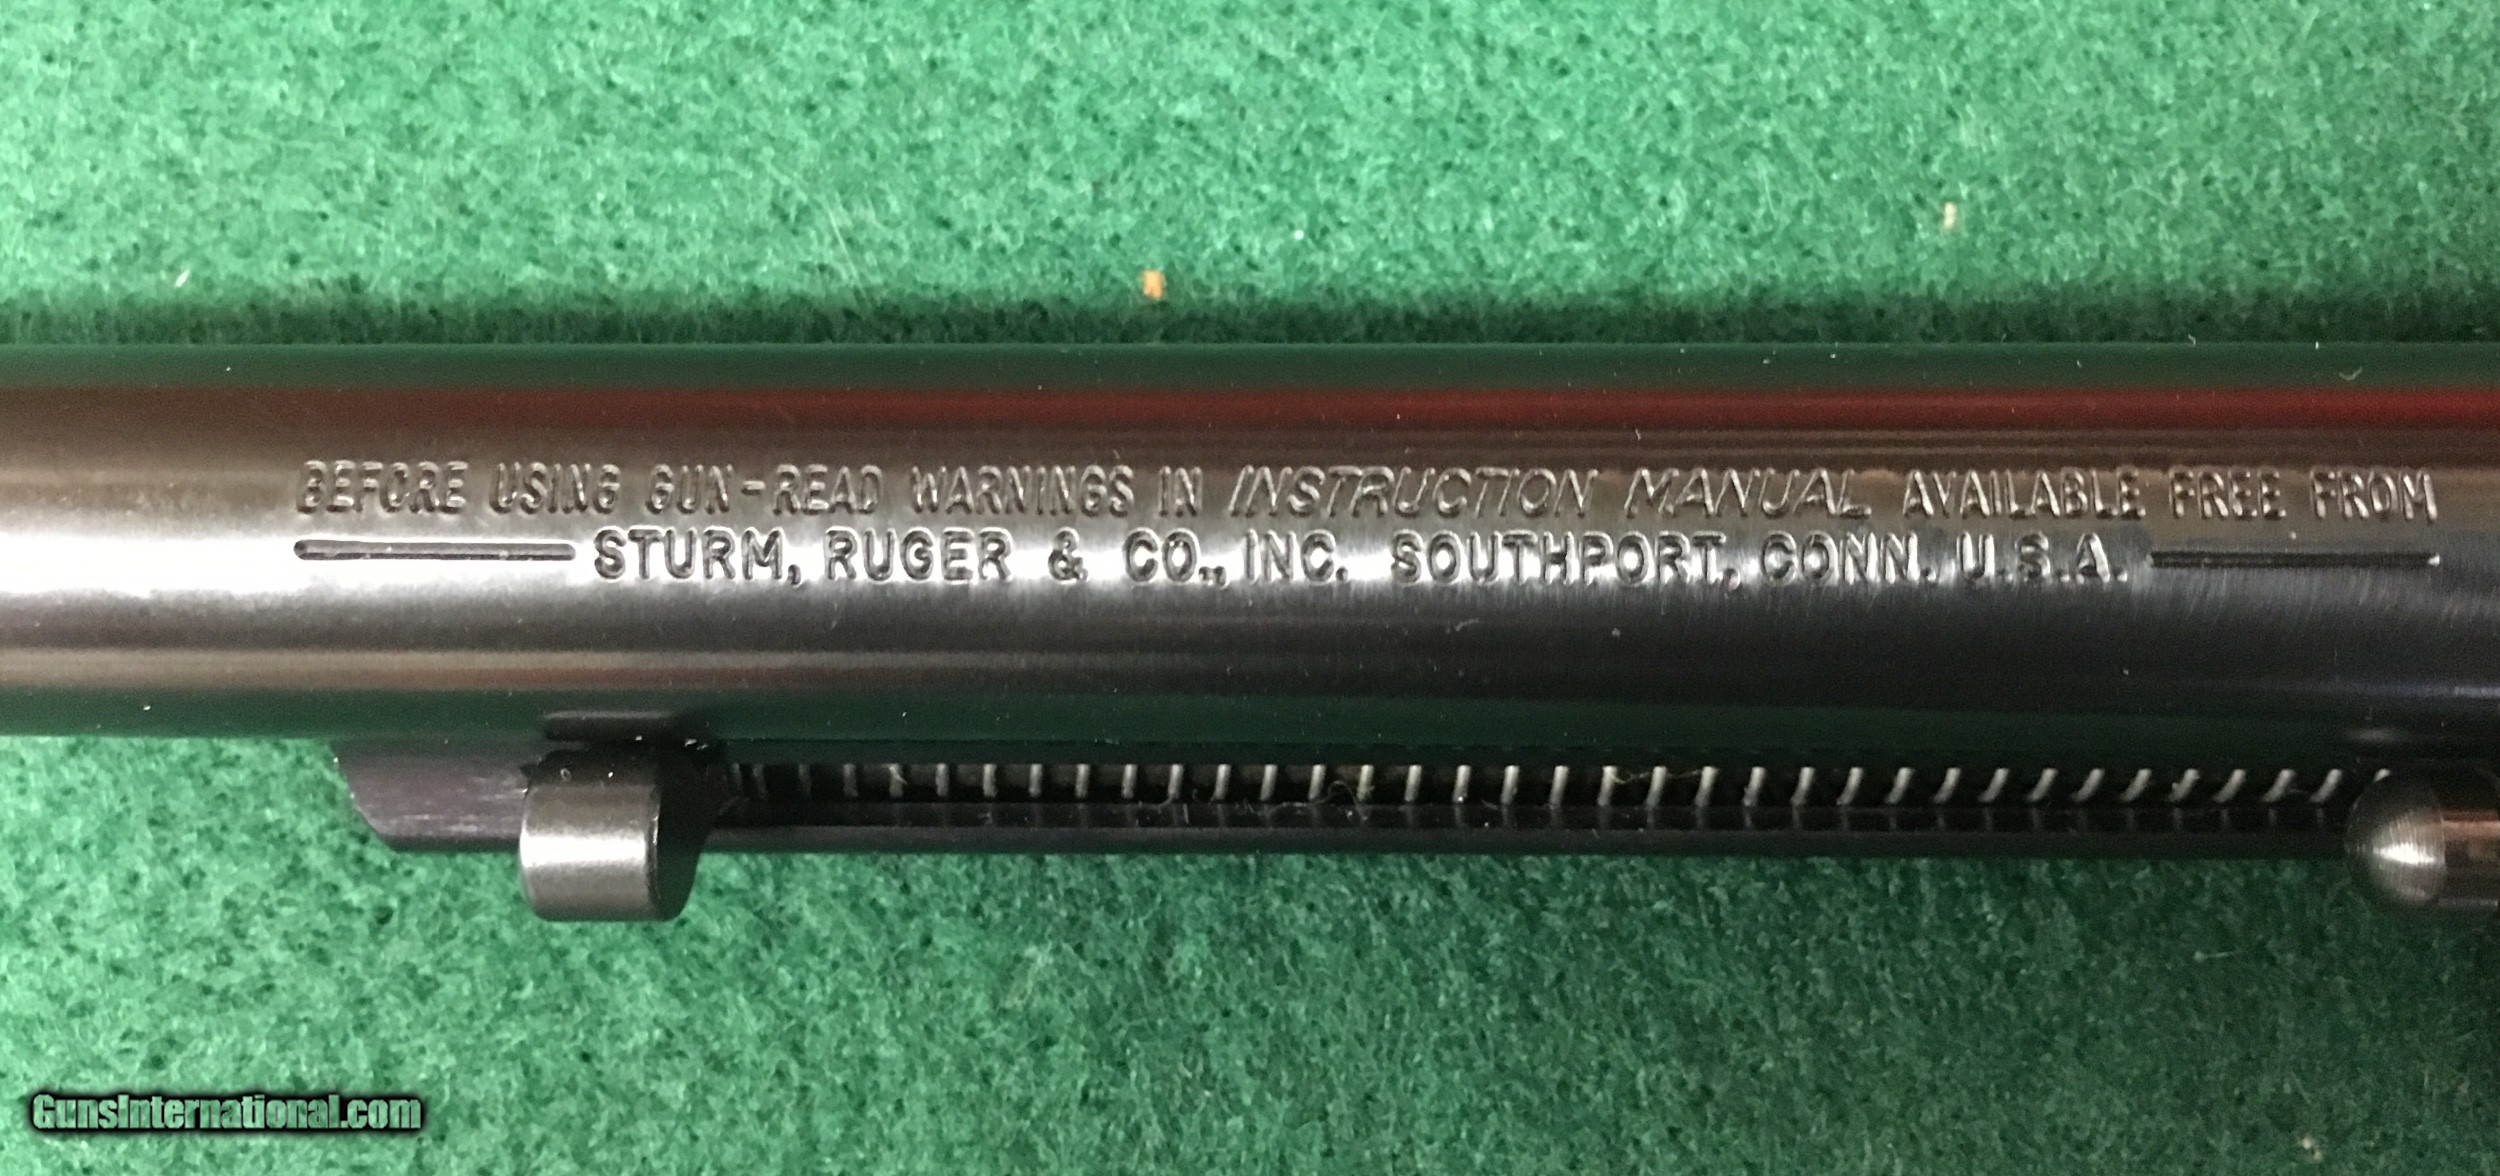 BEFORE USING GUN-READ WARNINGS IN INSTRUCTION MANUAL AVAILABLE FREE FROM
STURM, RUGER & CO., INC. SOUTHPORT, CONN. U.S.A.
GunsInternational.com